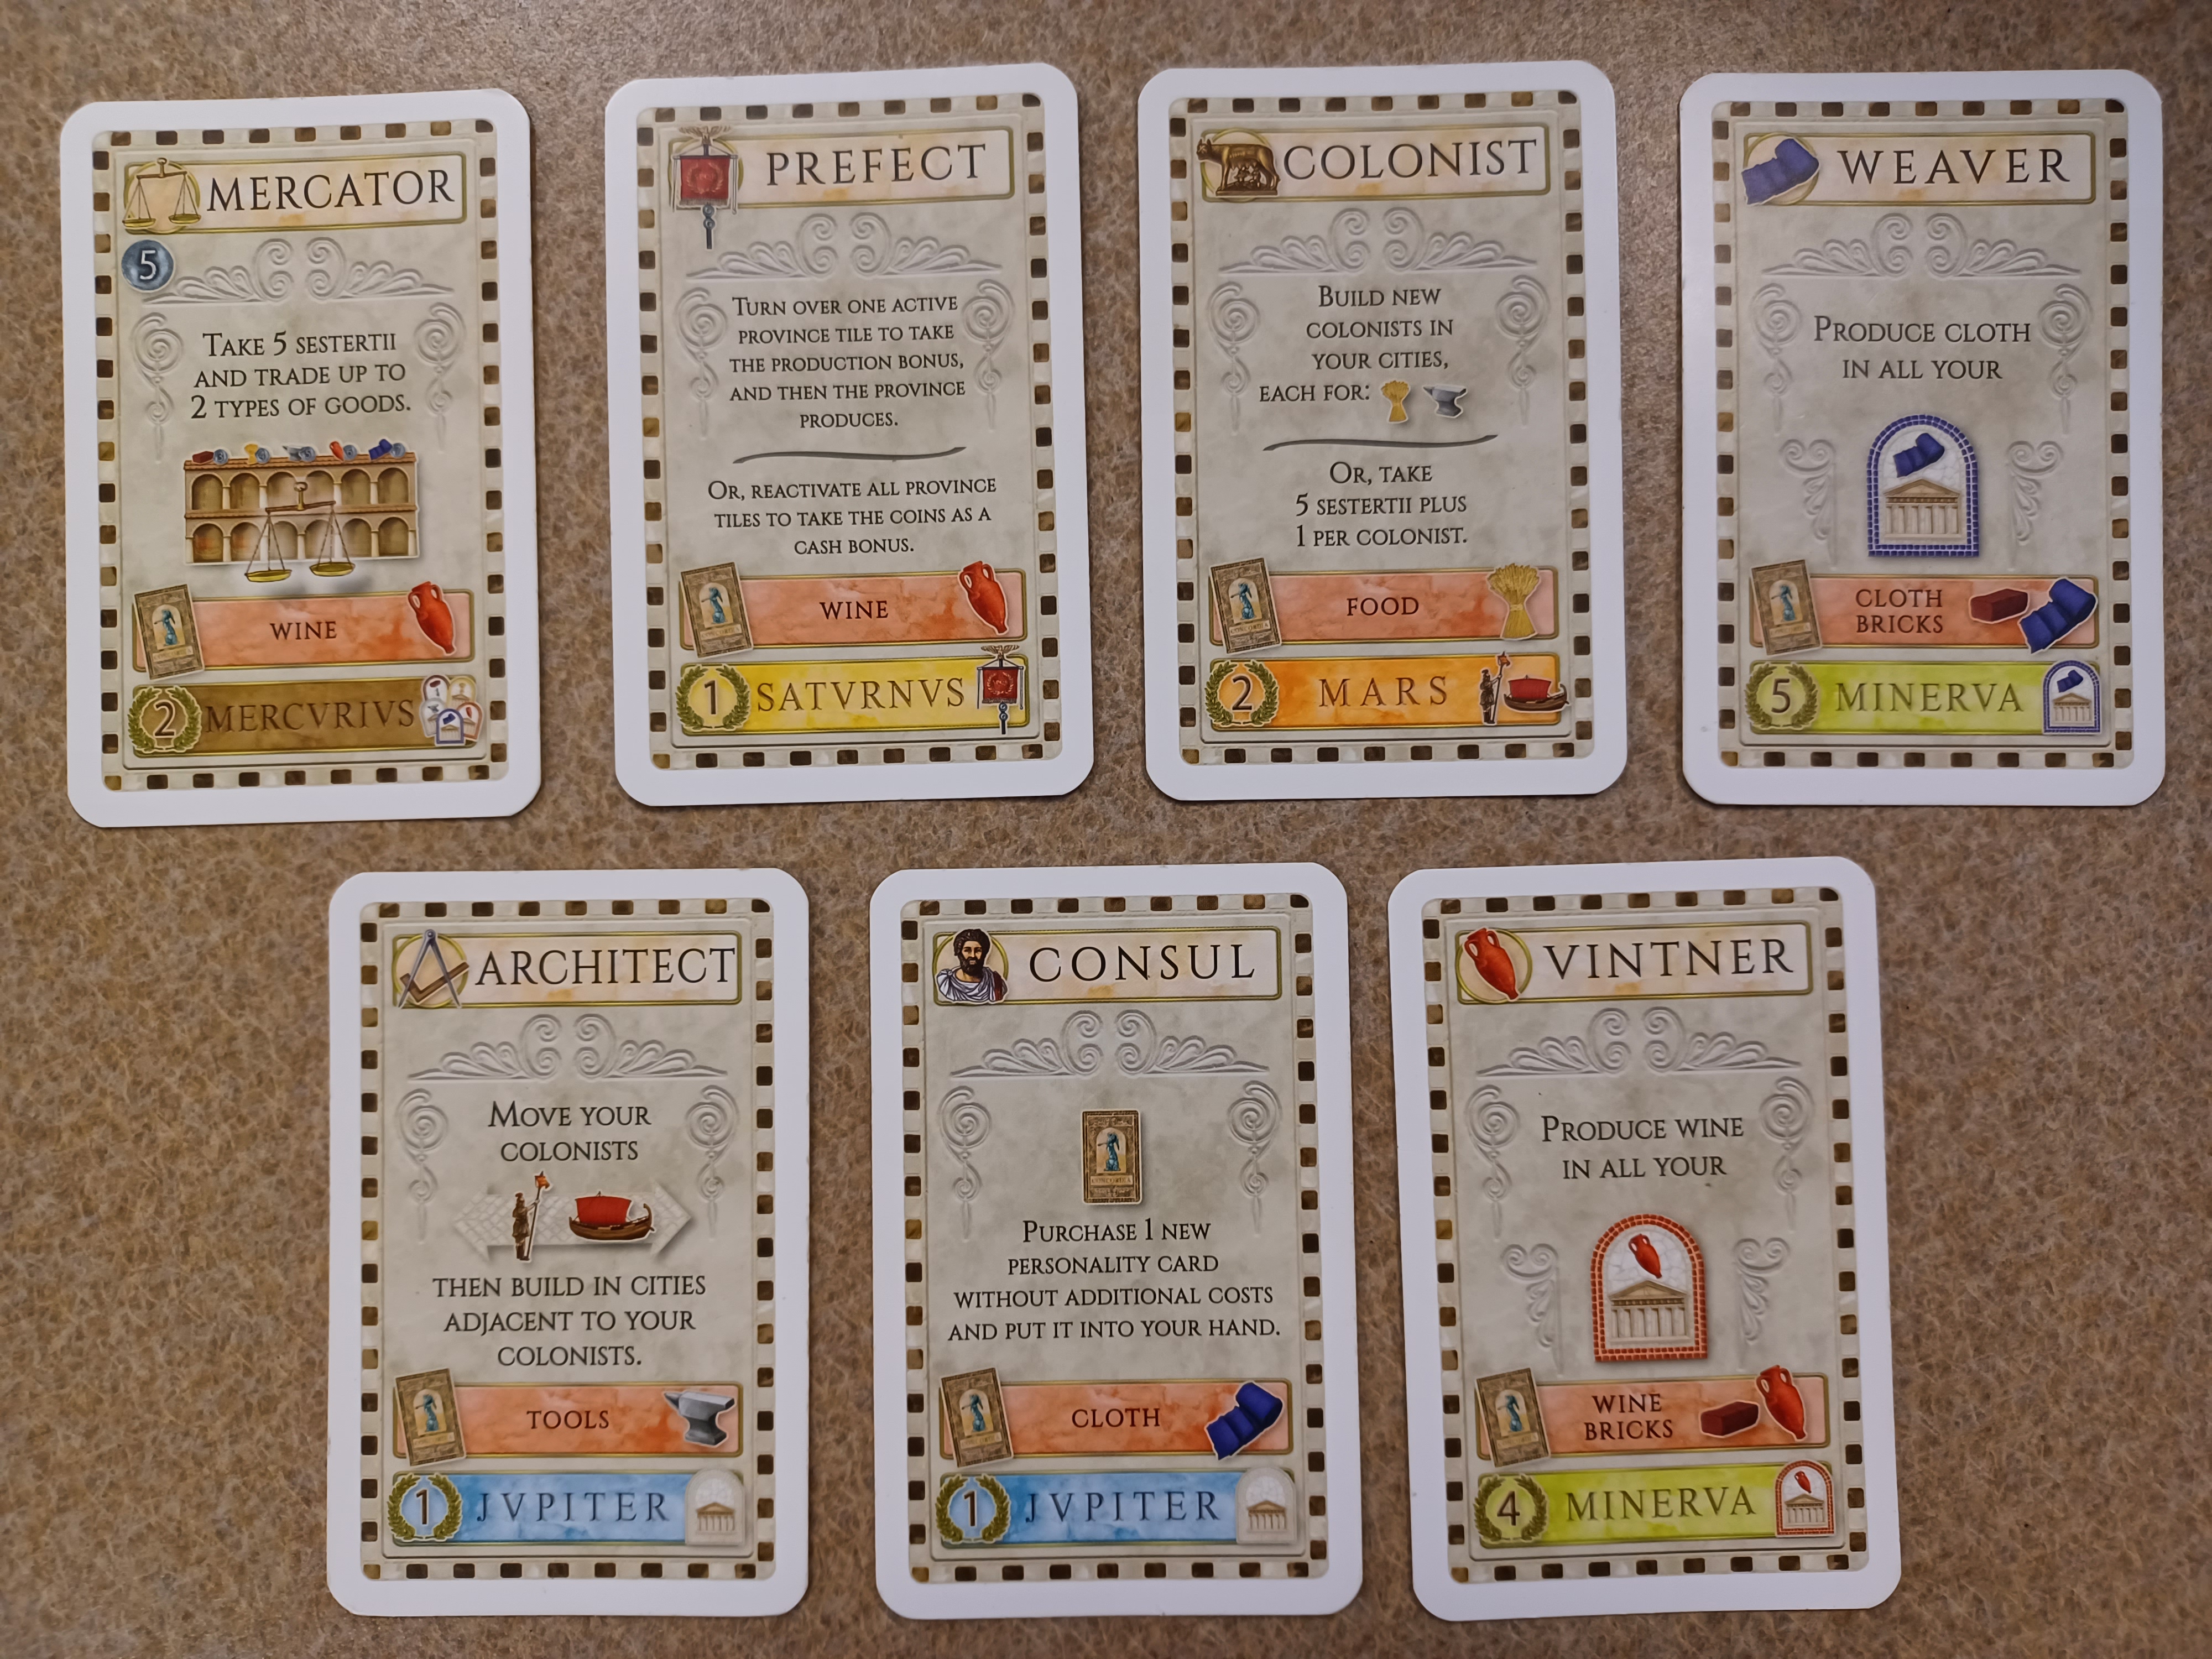 MERCATOR
5
TAKE 5 SESTERTII
AND TRADE UP TO
2 TYPES OF GOODS.
WINE
2 MERCVRIVS
PREFECT
TURN OVER ONE ACTIVE
PROVINCE TILE TO TAKE
THE PRODUCTION BONUS,
AND THEN THE PROVINCE
PRODUCES.
OR, REACTIVATE ALL PROVINCE
TILES TO TAKE THE COINS AS A
CASH BONUS.
WINE
1 SATVRNVS
COLONIST
BUILD NEW
COLONISTS IN
YOUR CITIES,
EACH FOR:
OR, TAKE
5 SESTERTII PLUS
1 PER COLONIST.
FOOD
2 MARS
WEAVER
PRODUCE CLOTH
IN ALL YOUR
CLOTH
BRICKS
5 MINERVA
ARCHITECT
MOVE YOUR
COLONISTS
THEN BUILD IN CITIES
ADJACENT TO YOUR
COLONISTS.
TOOLS
1 JVPITER
CONSUL
PURCHASE 1 NEW
PERSONALITY CARD
WITHOUT ADDITIONAL COSTS
AND PUT IT INTO YOUR HAND.
CLOTH
1 JVPITER
VINTNER
PRODUCE WINE
IN ALL YOUR
WINE
BRICKS
4 MINERVA